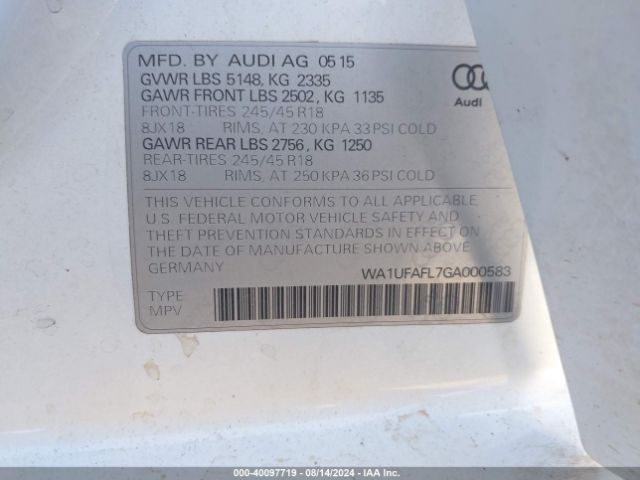 MFD. BY AUDI AG 05 15
GVWR LBS 5148, KG 2335
GAWR FRONT LBS 2502, KG 1135
FRONT-TIRES 245/45 R18
8JX18 RIMS, AT 230 KPA 33 PSI COLD
GAWR REAR LBS 2756, KG 1250
REAR-TIRES 245/45 R18
8JX18 RIMS, AT 250 KPA 36 PSI COLD
Audi
THIS VEHICLE CONFORMS TO ALL APPLICABLE
U.S. FEDERAL MOTOR VEHICLE SAFETY AND
THEFT PREVENTION STANDARDS IN EFFECT ON
THE DATE OF MANUFACTURE SHOWN ABOVE.
GERMANY
WA1UFAFL7GA000583
TYPE
MPV
000-40097719 - 08/14/2024 - IAA Inc.